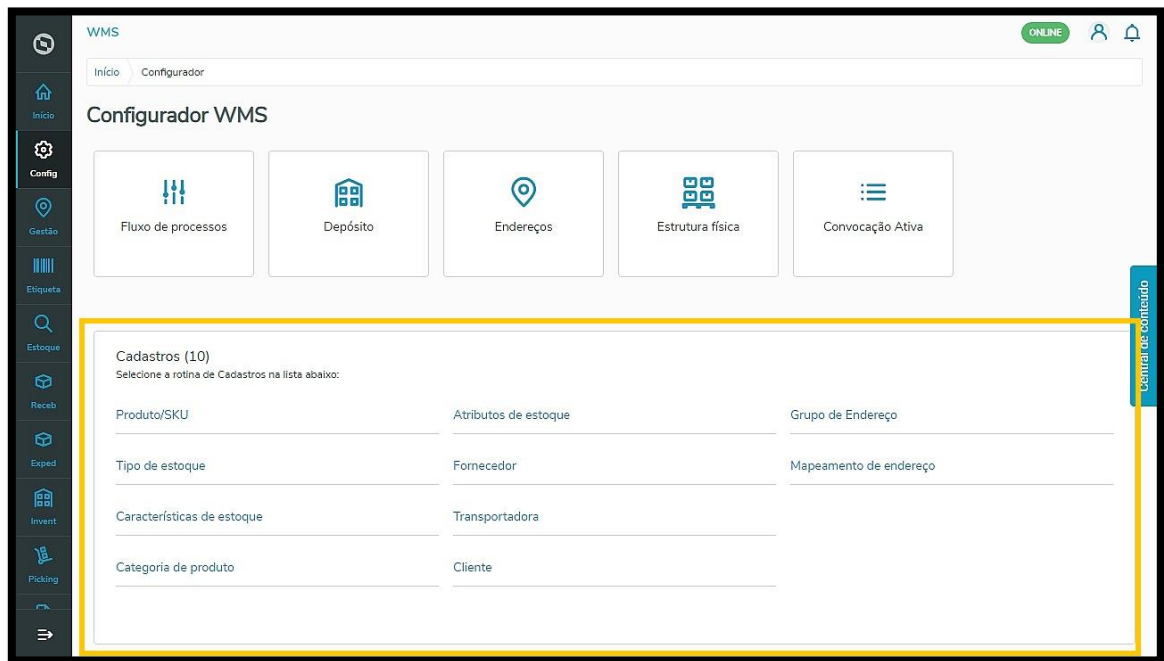 WMS
ONLINE
Início
Configurador
Configurador WMS
Início
Config
Gestão
Etiqueta
Estoque
Receb
Exped
Invent
Picking
Fluxo de processos
Depósito
Endereços
Estrutura física
Convocação Ativa
Central de conteúdo
Cadastros (10)
Selecione a rotina de Cadastros na lista abaixo:
Produto/SKU
Atributos de estoque
Grupo de Endereço
Tipo de estoque
Fornecedor
Mapeamento de endereço
Características de estoque
Transportadora
Categoria de produto
Cliente